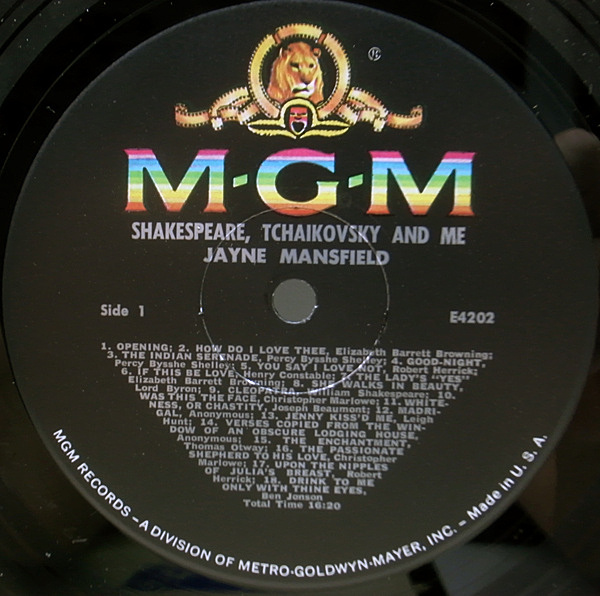 ®
M·G·M
SHAKESPEARE, TCHAIKOVSKY AND ME
JAYNE MANSFIELD
Side 1
E4202
1. OPENING; 2. HOW DO I LOVE THEE, Elizabeth Barrett Browning;
3. THE INDIAN SERENADE, Percy Bysshe Shelley; 4. GOOD-NIGHT,
Percy Bysshe Shelley; 5. YOU SAY I LOVE NOT, Robert Herrick;
6. IF THIS BE LOVE, Henry Constable; 7. THE LADY'S "YES"
Elizabeth Barrett Browning; 8. SHE WALKS IN BEAUTY,
Lord Byron; 9. CLEOPATRA, William Shakespeare; 10.
WAS THIS THE FACE, Christopher Marlowe; 11. WHITE-
NESS, OR CHASTITY, Joseph Beaumont; 12. MADRI-
GAL, Anonymous; 13. JENNY KISS'D ME, Leigh
Hunt; 14. VERSES COPIED FROM THE WIN-
DOW OF AN OBSCURE LODGING HOUSE,
Anonymous; 15. THE ENCHANTMENT,
Thomas Otway; 16. THE PASSIONATE
SHEPHERD TO HIS LOVE, Christopher
Marlowe; 17. UPON THE NIPPLES
OF JULIA'S BREAST, Robert
Herrick; 18. DRINK TO ME
ONLY WITH THINE EYES,
Ben Jonson
Total Time 16:20
MGM RECORDS – A DIVISION OF METRO-GOLDWYN-MAYER, INC. – Made in U. S. A.